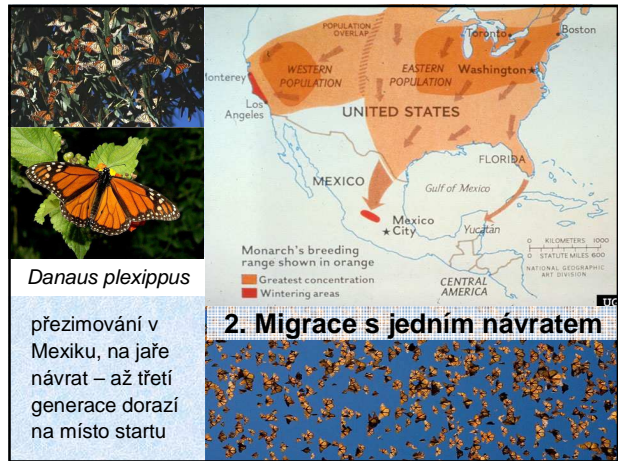 POPULATION
OVERLAP
Toronto
Boston
WESTERN
POPULATION
EASTERN
POPULATION
Washington
Monterey
Los
Angeles
UNITED STATES
FLORIDA
MEXICO
Gulf of Mexico
Mexico
City
Yucatán
0 KILOMETERS 1000
0 STATUTE MILES 600
NATIONAL GEOGRAPHIC
ART DIVISION
Monarch's breeding
range shown in orange
Greatest concentration
Wintering areas
CENTRAL
AMERICA
UG
Danaus plexippus
2. Migrace s jedním návratem
přezimování v
Mexiku, na jaře
návrat – až třetí
generace dorazí
na místo startu